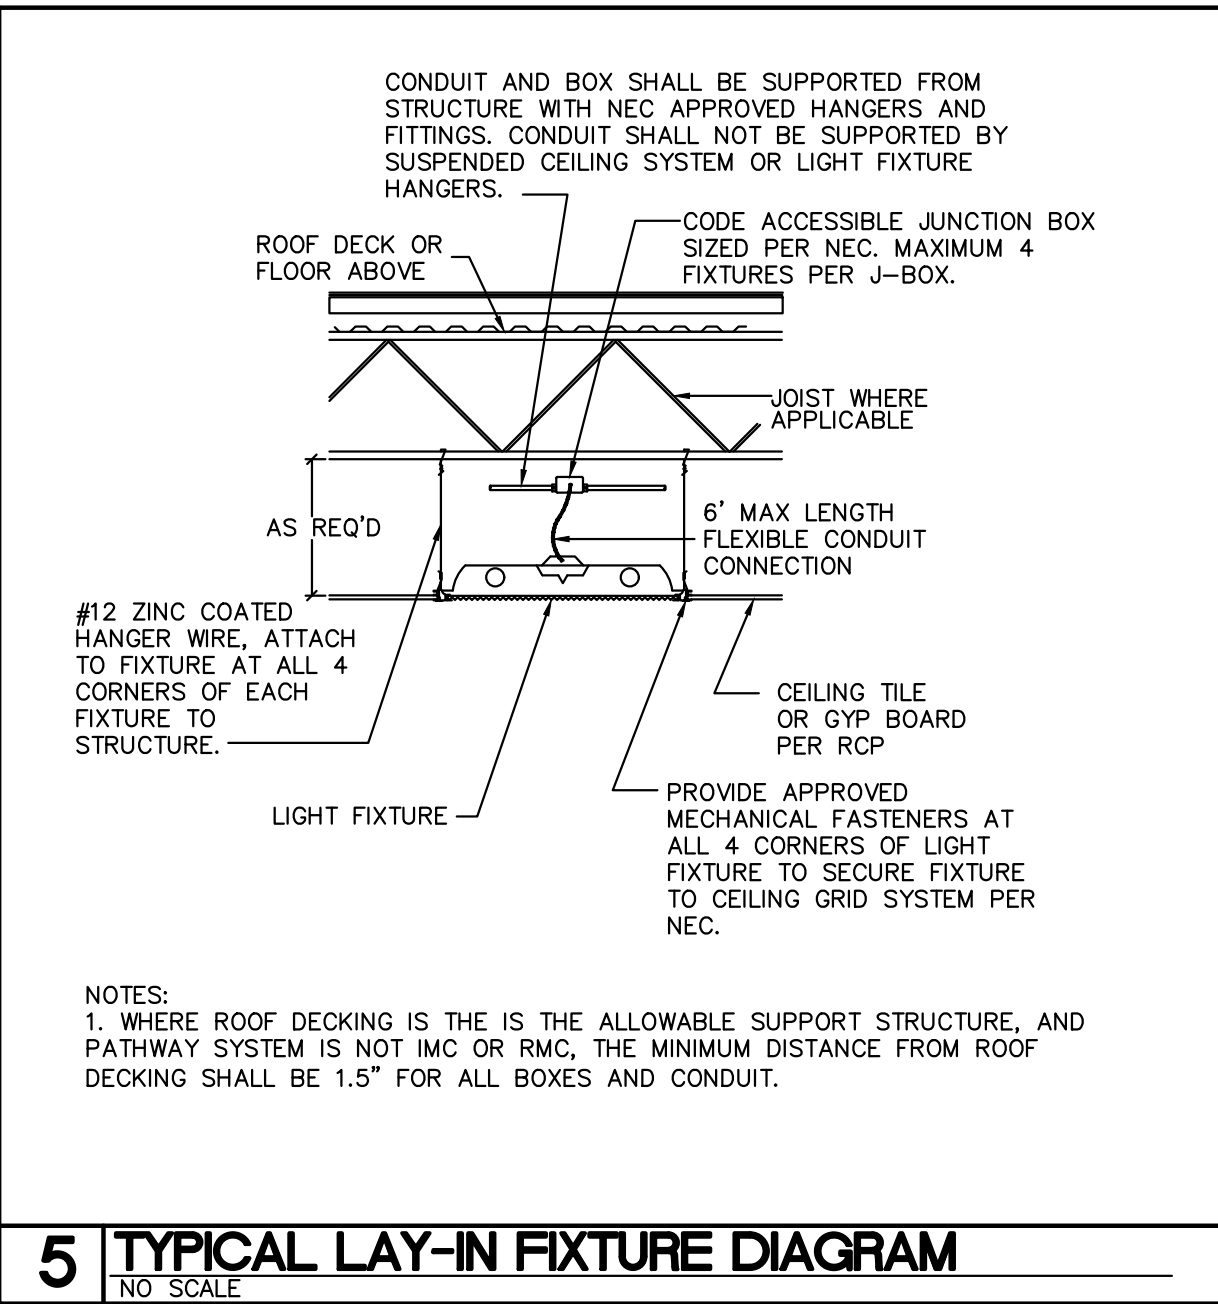 CONDUIT AND BOX SHALL BE SUPPORTED FROM
STRUCTURE WITH NEC APPROVED HANGERS AND
FITTINGS. CONDUIT SHALL NOT BE SUPPORTED BY
SUSPENDED CEILING SYSTEM OR LIGHT FIXTURE
HANGERS.
CODE ACCESSIBLE JUNCTION BOX
SIZED PER NEC. MAXIMUM 4
FIXTURES PER J-BOX.
ROOF DECK OR
FLOOR ABOVE
JOIST WHERE
APPLICABLE
AS REQ'D
6' MAX LENGTH
FLEXIBLE CONDUIT
CONNECTION
#12 ZINC COATED
HANGER WIRE, ATTACH
TO FIXTURE AT ALL 4
CORNERS OF EACH
FIXTURE TO
STRUCTURE.
CEILING TILE
OR GYP BOARD
PER RCP
LIGHT FIXTURE
PROVIDE APPROVED
MECHANICAL FASTENERS AT
ALL 4 CORNERS OF LIGHT
FIXTURE TO SECURE FIXTURE
TO CEILING GRID SYSTEM PER
NEC.
NOTES:
1. WHERE ROOF DECKING IS THE IS THE ALLOWABLE SUPPORT STRUCTURE, AND
PATHWAY SYSTEM IS NOT IMC OR RMC, THE MINIMUM DISTANCE FROM ROOF
DECKING SHALL BE 1.5" FOR ALL BOXES AND CONDUIT.
5 TYPICAL LAY-IN FIXTURE DIAGRAM
NO SCALE